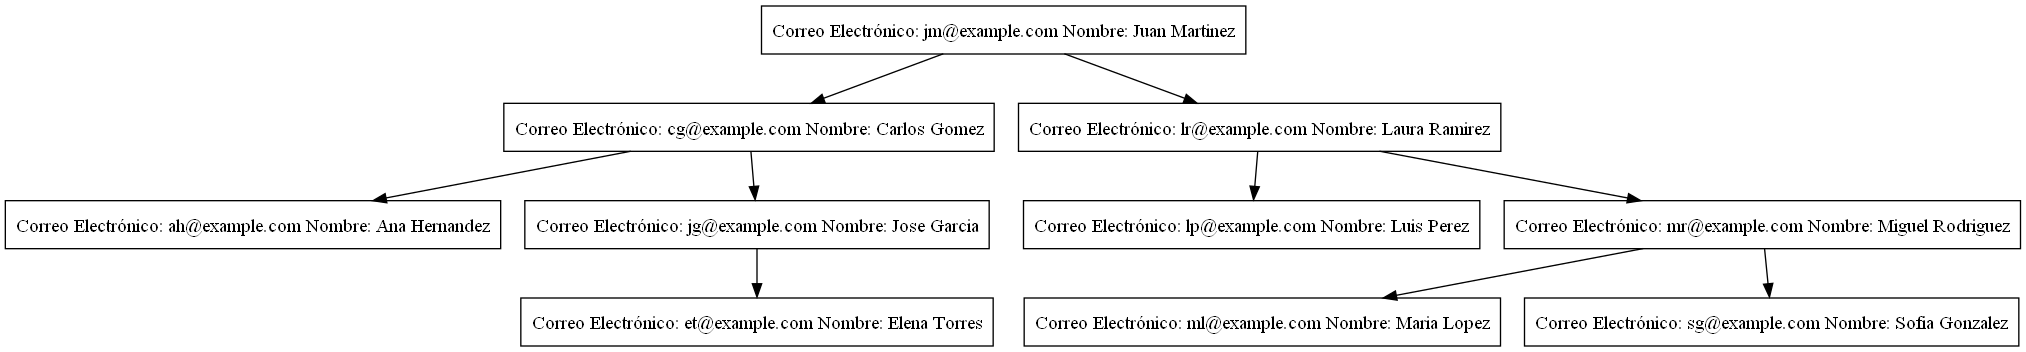 Correo Electrónico: jm@example.com Nombre: Juan Martinez
Correo Electrónico: cg@example.com Nombre: Carlos Gomez
Correo Electrónico: lr@example.com Nombre: Laura Ramirez
Correo Electrónico: ah@example.com Nombre: Ana Hernandez
Correo Electrónico: jg@example.com Nombre: Jose Garcia
Correo Electrónico: lp@example.com Nombre: Luis Perez
Correo Electrónico: mr@example.com Nombre: Miguel Rodriguez
Correo Electrónico: et@example.com Nombre: Elena Torres
Correo Electrónico: ml@example.com Nombre: Maria Lopez
Correo Electrónico: sg@example.com Nombre: Sofia Gonzalez